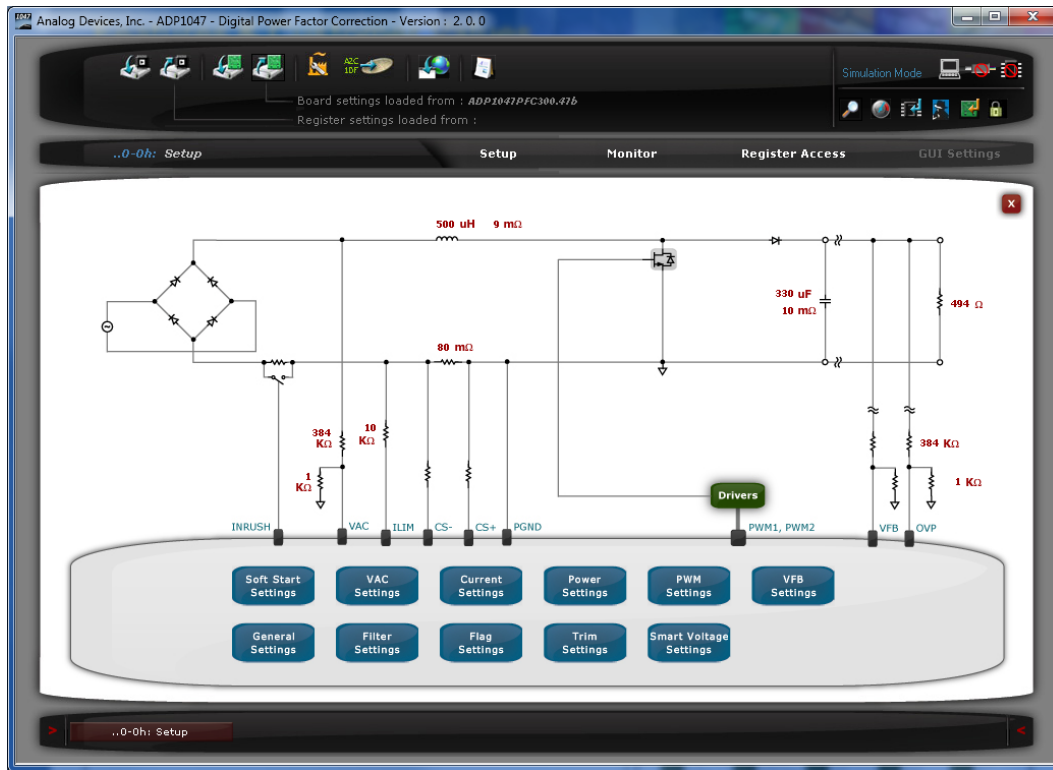 Analog Devices, Inc. - ADP1047 - Digital Power Factor Correction - Version : 2. 0. 0
Simulation Mode
Board settings loaded from : ADP1047PFC300.47b
Register settings loaded from :
..0-0h: Setup
Setup
Monitor
Register Access
GUI Settings
500 uH 9 mΩ
330 uF
10 mΩ
494 Ω
80 mΩ
384
KΩ
10
KΩ
1
KΩ
384 KΩ
1 KΩ
Drivers
INRUSH
VAC
ILIM
CS-
CS+
PGND
PWM1, PWM2
VFB
OVP
Soft Start
Settings
VAC
Settings
Current
Settings
Power
Settings
PWM
Settings
VFB
Settings
General
Settings
Filter
Settings
Flag
Settings
Trim
Settings
Smart Voltage
Settings
..0-0h: Setup